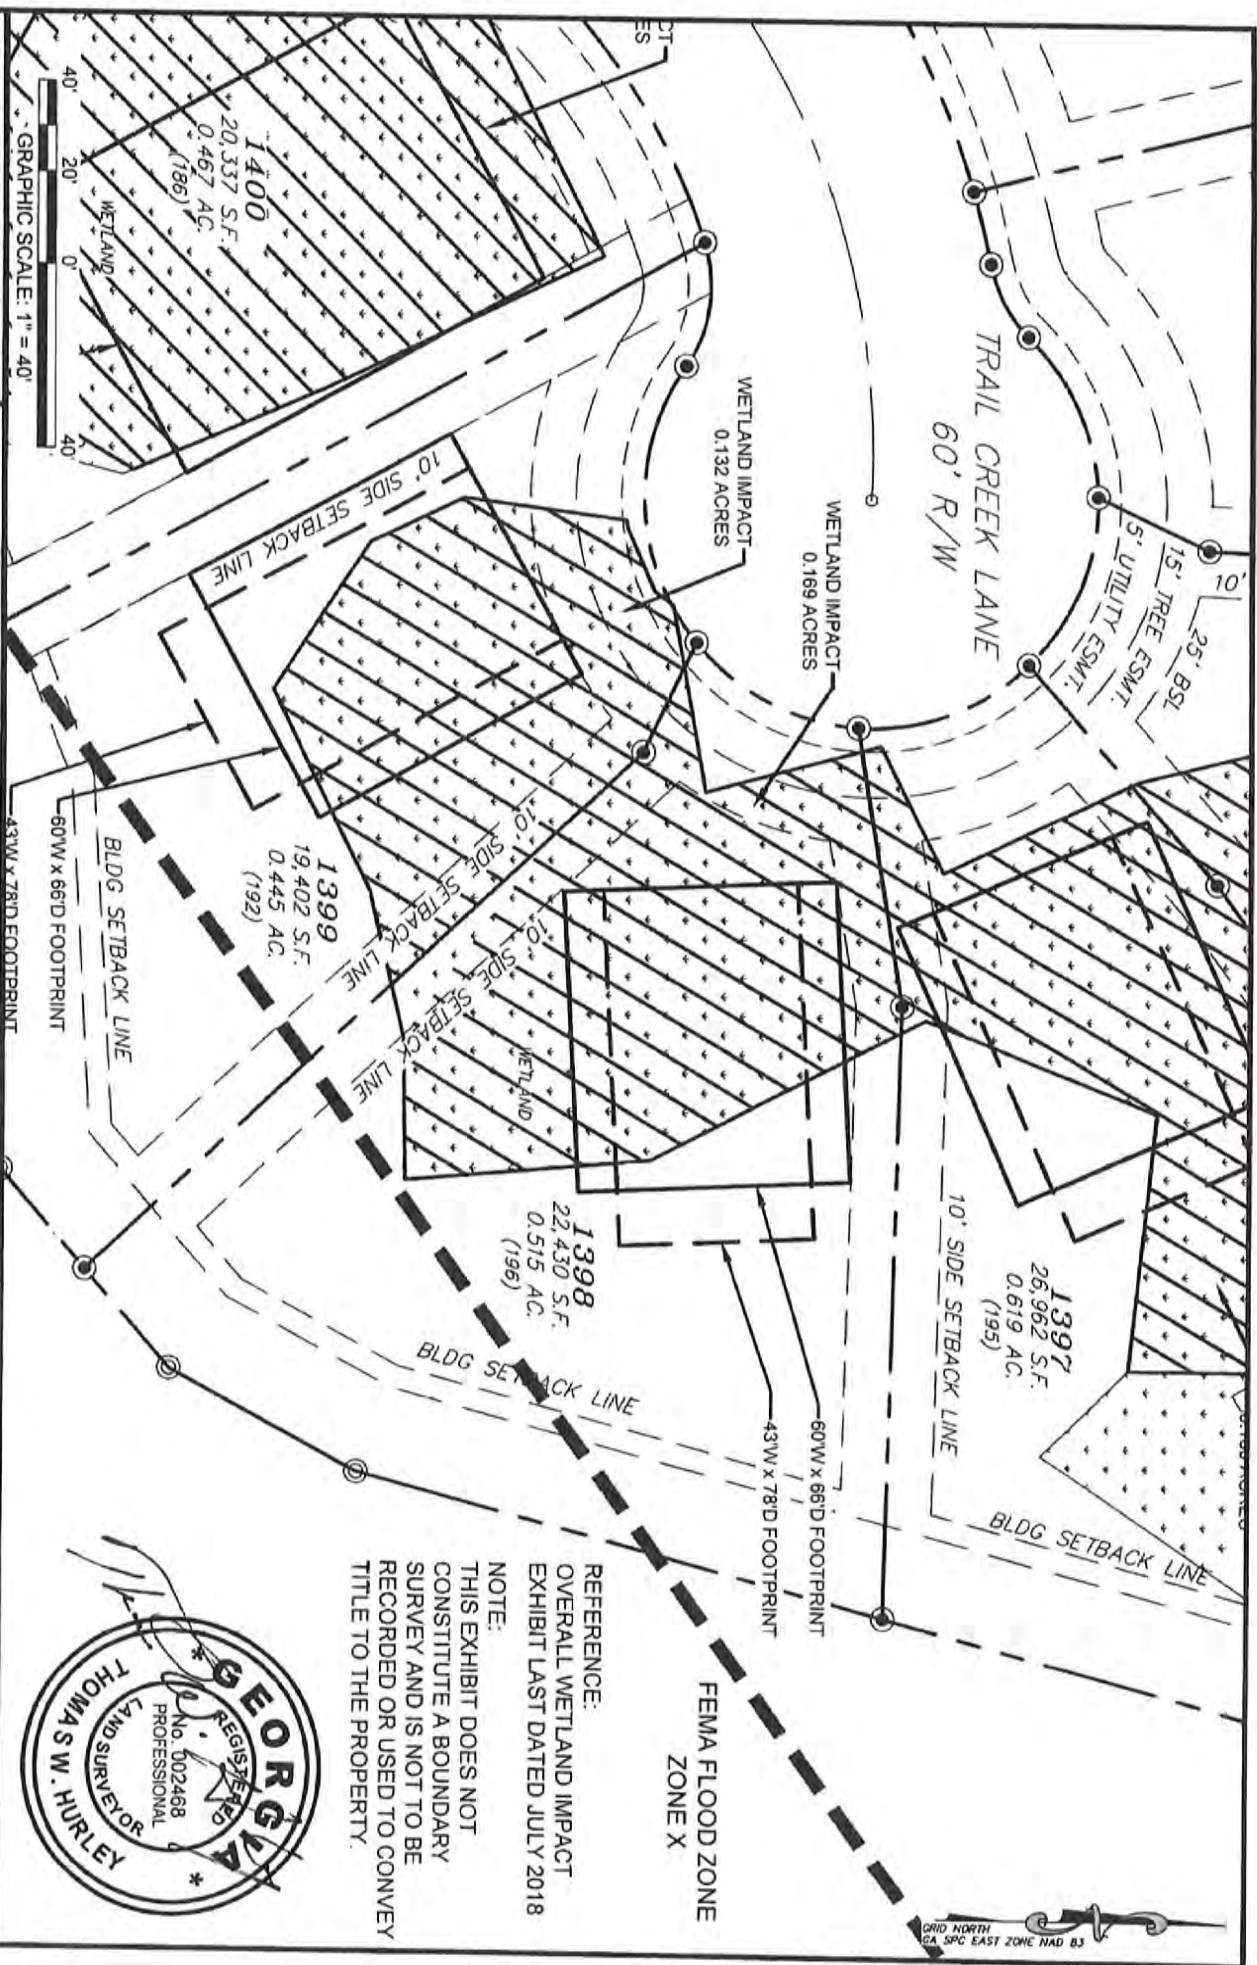 CT
ES
1400
20,337 S.F.
0.467 AC.
(186)
WETLAND
40' 20' 0' 40'
GRAPHIC SCALE: 1" = 40'
TRAIL CREEK LANE
60' R/W
WETLAND IMPACT
0.132 ACRES
WETLAND IMPACT
0.169 ACRES
10'
25' BSL
15' TREE ESMT.
5' UTILITY ESMT.
10' SIDE SETBACK LINE
10' SIDE SETBACK LINE
10' SIDE SETBACK LINE
WETLAND
1399
19,402 S.F.
0.445 AC.
(192)
BLDG SETBACK LINE
60'W x 66'D FOOTPRINT
43'W x 78'D FOOTPRINT
1398
22,430 S.F.
0.515 AC.
(196)
BLDG SETBACK LINE
1397
26,962 S.F.
0.619 AC.
(195)
10' SIDE SETBACK LINE
BLDG SETBACK LINE
60'W x 66'D FOOTPRINT
43'W x 78'D FOOTPRINT
FEMA FLOOD ZONE
ZONE X
REFERENCE:
OVERALL WETLAND IMPACT
EXHIBIT LAST DATED JULY 2018
NOTE:
THIS EXHIBIT DOES NOT
CONSTITUTE A BOUNDARY
SURVEY AND IS NOT TO BE
RECORDED OR USED TO CONVEY
TITLE TO THE PROPERTY.
* GEORGIA *
REGISTERED
No. 002468
PROFESSIONAL
LAND SURVEYOR
THOMAS W. HURLEY
GRID NORTH
GA SPC EAST ZONE NAD 83